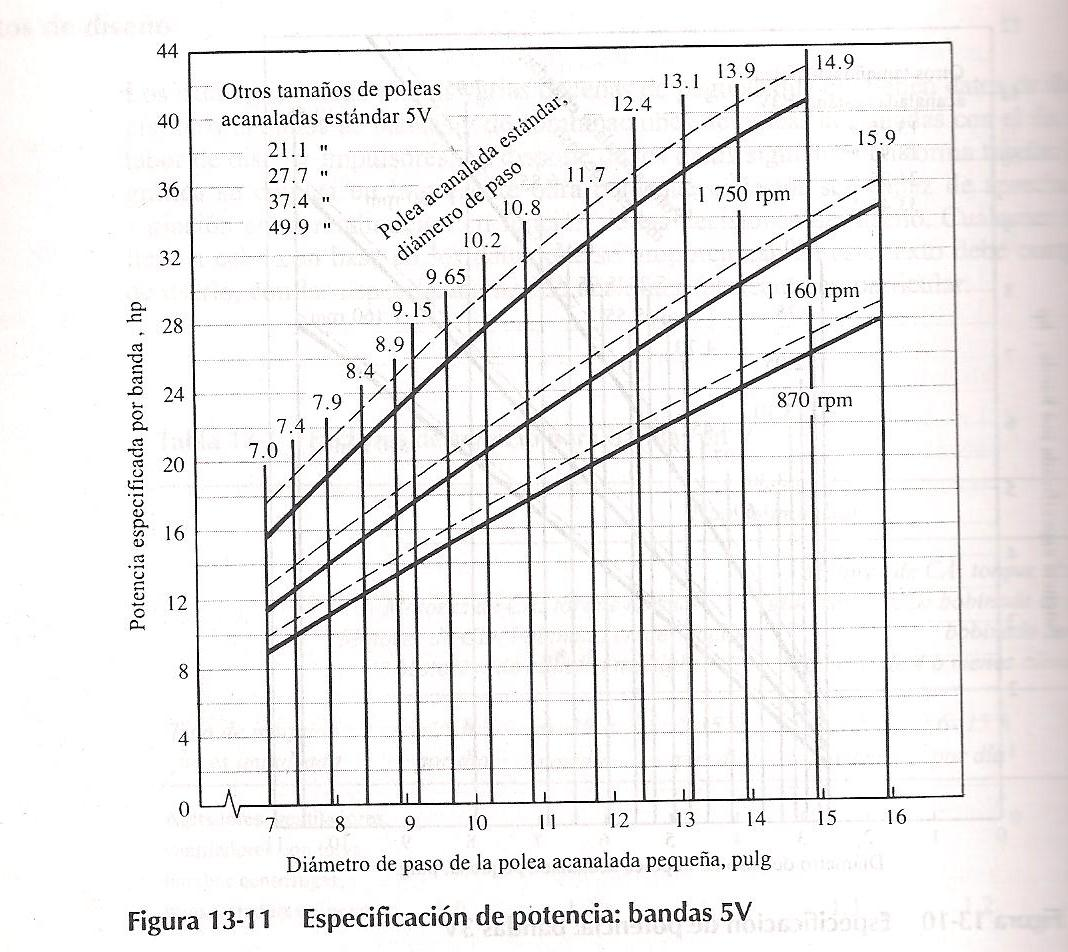 44
40
36
32
28
24
20
16
12
8
4
0
Potencia especificada por banda , hp
Otros tamaños de poleas
acanaladas estándar 5V
21.1 "
27.7 "
37.4 "
49.9 "
Polea acanalada estándar,
diámetro de paso
7.0
7.4
7.9
8.4
8.9
9.15
9.65
10.2
10.8
11.7
12.4
13.1
13.9
14.9
15.9
1 750 rpm
1 160 rpm
870 rpm
7 8 9 10 11 12 13 14 15 16
Diámetro de paso de la polea acanalada pequeña, pulg
Figura 13-11 Especificación de potencia: bandas 5V